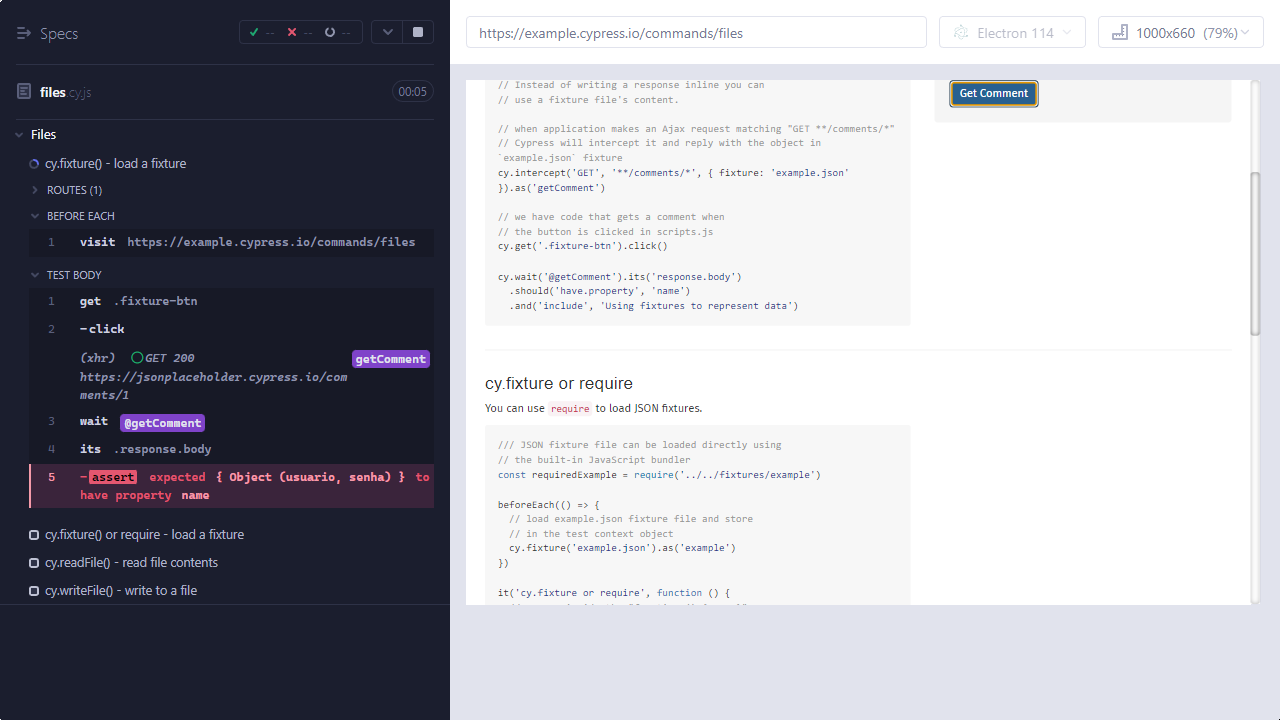 Specs
-- -- --
files.cy.js
00:05
Files
cy.fixture() - load a fixture
ROUTES (1)
BEFORE EACH
1 visit https://example.cypress.io/commands/files
TEST BODY
1 get .fixture-btn
2 -click
(xhr) GET 200
https://jsonplaceholder.cypress.io/com
ments/1
getComment
3 wait @getComment
4 its .response.body
5 -assert expected { Object (usuario, senha) } to
have property name
cy.fixture() or require - load a fixture
cy.readFile() - read file contents
cy.writeFile() - write to a file
https://example.cypress.io/commands/files
Electron 114
1000x660 (79%)
// Instead of writing a response inline you can
// use a fixture file's content.
// when application makes an Ajax request matching "GET **/comments/*"
// Cypress will intercept it and reply with the object in
`example.json` fixture
cy.intercept('GET', '**/comments/*', { fixture: 'example.json'
}).as('getComment')
// we have code that gets a comment when
// the button is clicked in scripts.js
cy.get('.fixture-btn').click()
cy.wait('@getComment').its('response.body')
.should('have.property', 'name')
.and('include', 'Using fixtures to represent data')
Get Comment
cy.fixture or require
You can use require to load JSON fixtures.
/// JSON fixture file can be loaded directly using
// the built-in JavaScript bundler
const requiredExample = require('../../fixtures/example')
beforeEach(() => {
// load example.json fixture file and store
// in the test context object
cy.fixture('example.json').as('example')
})
it('cy.fixture or require', function () {